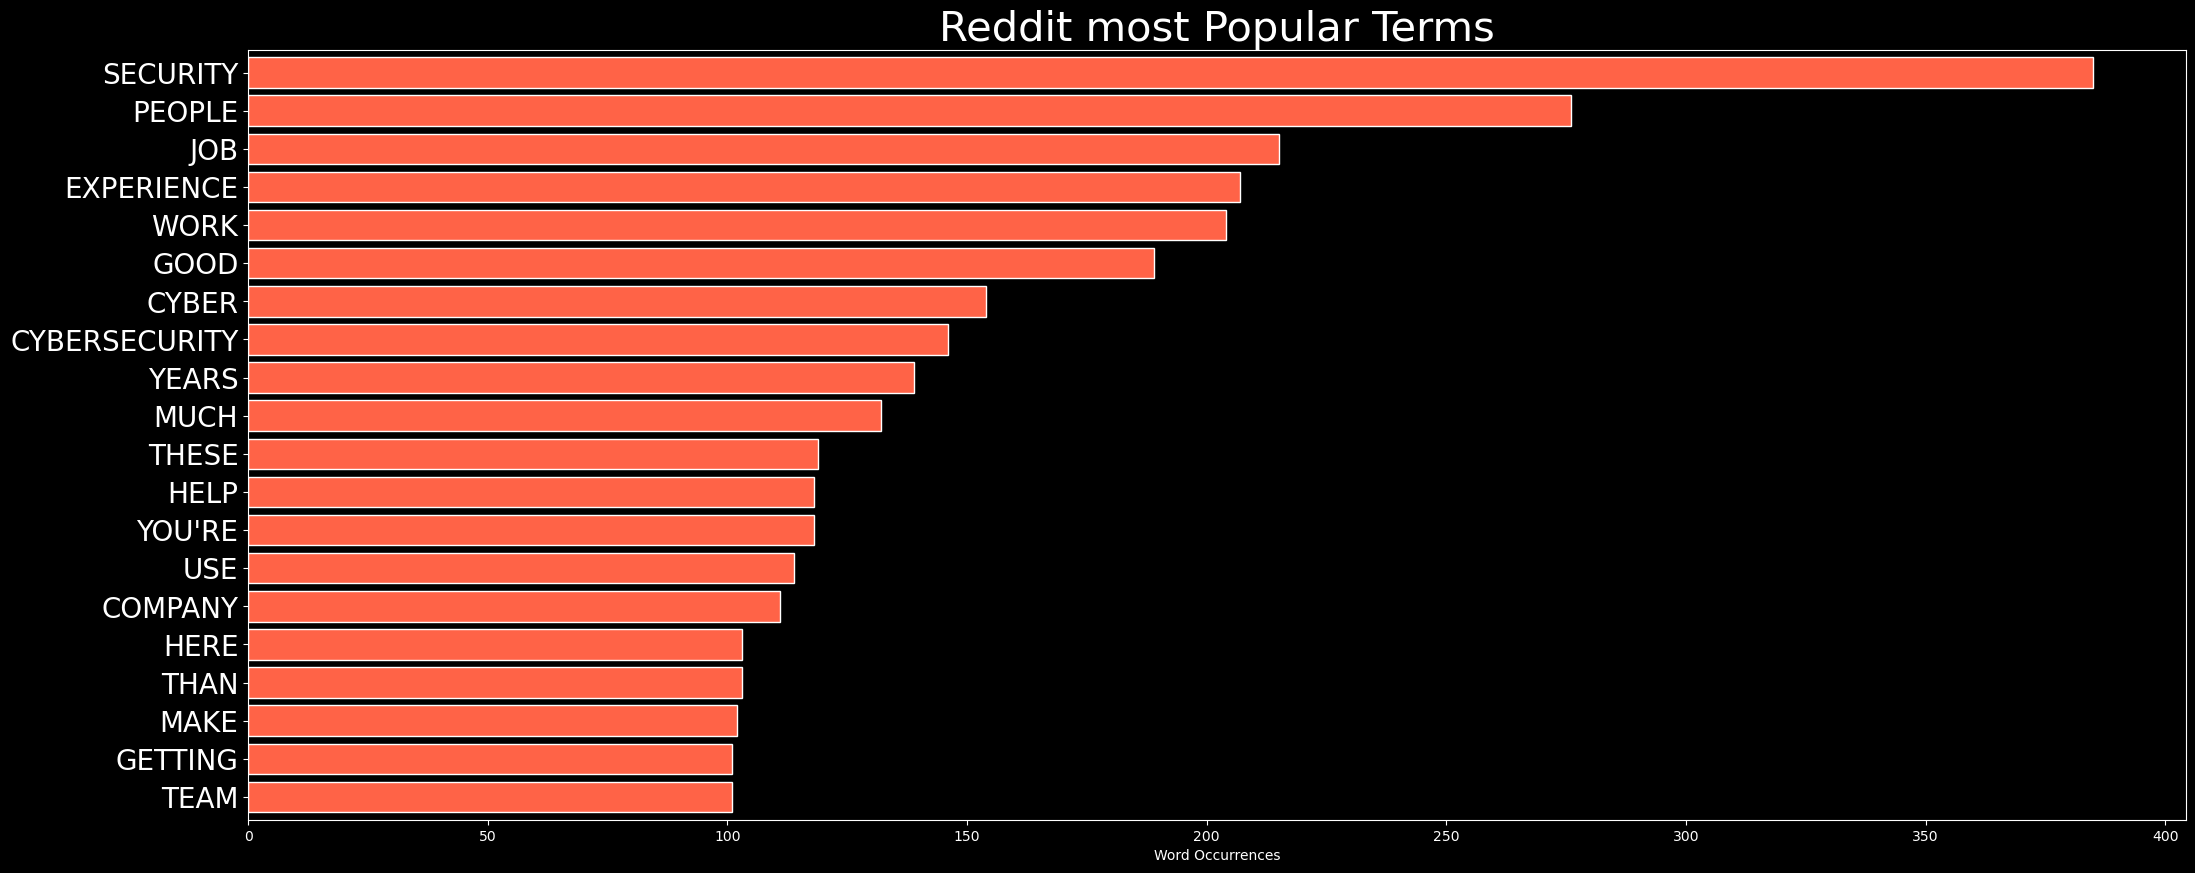 Reddit most Popular Terms
SECURITY
PEOPLE
JOB
EXPERIENCE
WORK
GOOD
CYBER
CYBERSECURITY
YEARS
MUCH
THESE
HELP
YOU'RE
USE
COMPANY
HERE
THAN
MAKE
GETTING
TEAM
0 50 100 150 200 250 300 350 400
Word Occurrences